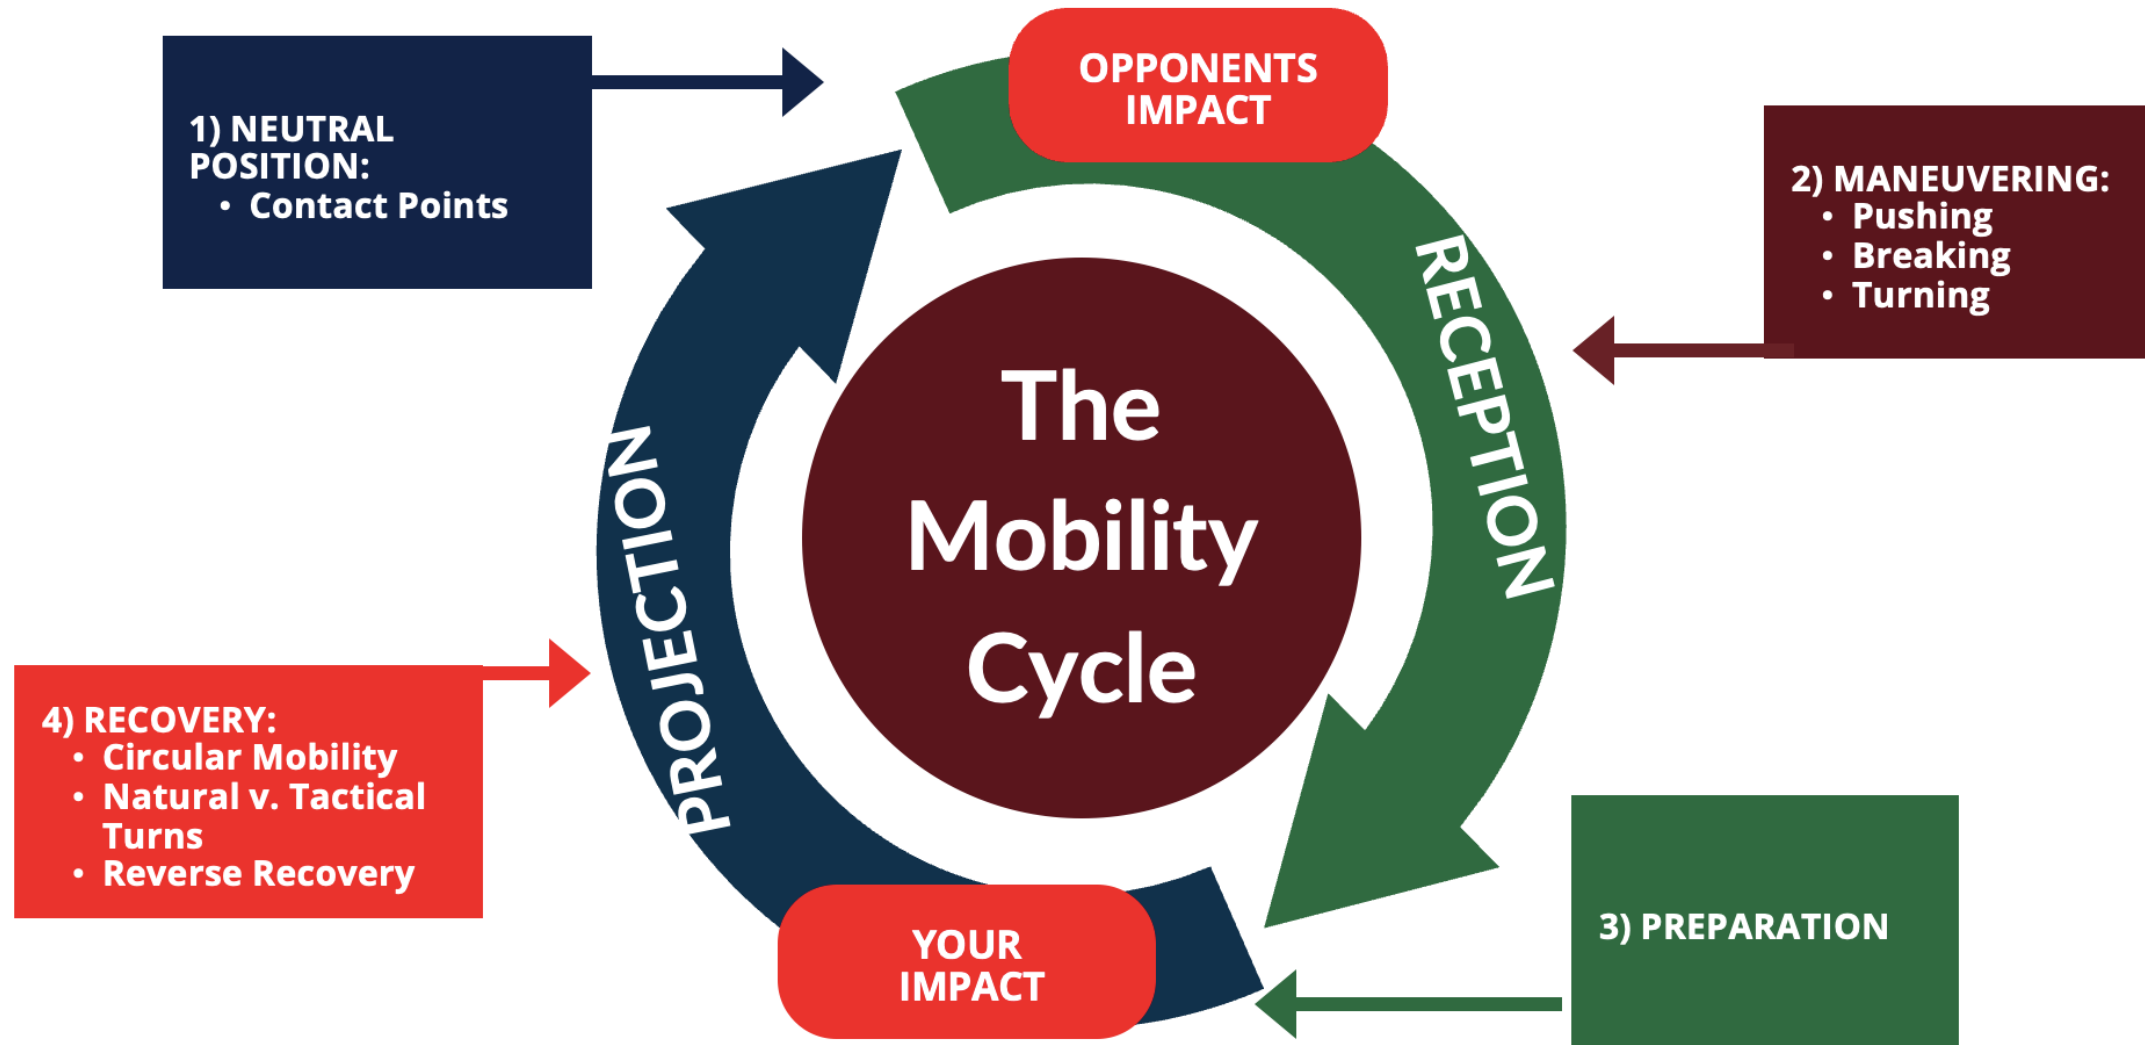 OPPONENTS
IMPACT
1) NEUTRAL
POSITION:
• Contact Points
2) MANEUVERING:
• Pushing
• Breaking
• Turning
RECEPTION
The
Mobility
Cycle
PROJECTION
4) RECOVERY:
• Circular Mobility
• Natural v. Tactical
Turns
• Reverse Recovery
3) PREPARATION
YOUR
IMPACT